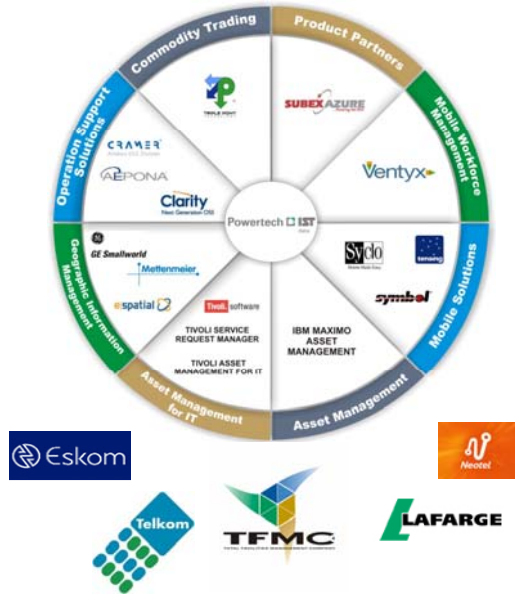 Commodity Trading
Product Partners
Operation Support
Solutions
Mobile Workforce
Management
TRIPLE POINT
SUBEX AZURE
CRAMER
AEPONA
Clarity
Next Generation OSS
Ventyx
Powertech IST
GE Smallworld
Mettenmeier
e:spatial
Syclo
symbol
Geographic Information
Management
Mobile Solutions
Tivoli. software
TIVOLI SERVICE
REQUEST MANAGER
TIVOLI ASSET
MANAGEMENT FOR IT
IBM MAXIMO
ASSET
MANAGEMENT
Asset Management
for IT
Asset Management
Eskom
Neotel
Telkom
TFMC
TOTAL FACILITIES MANAGEMENT COMPANY
LAFARGE